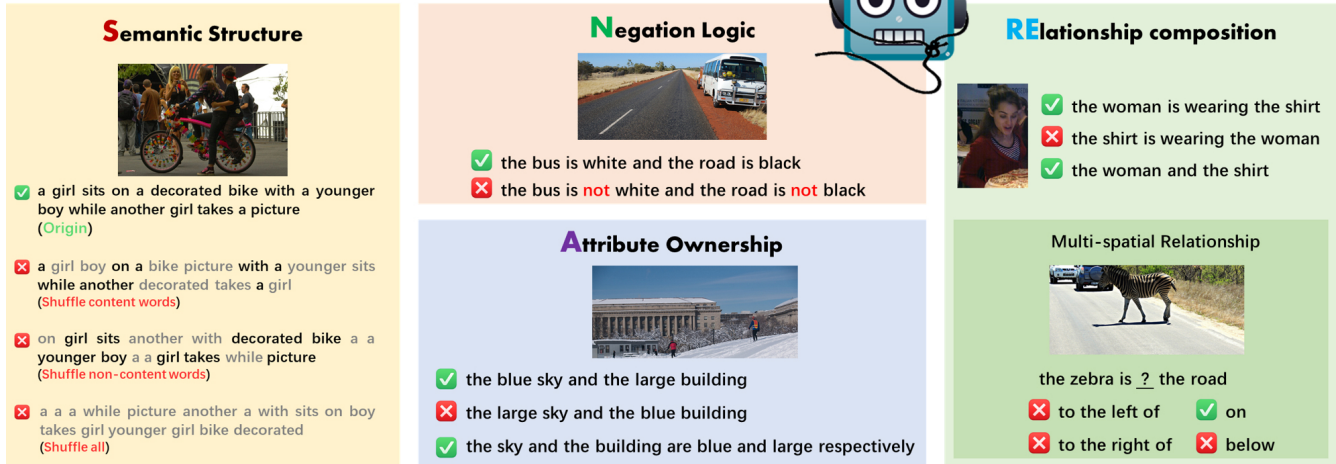 Semantic Structure
a girl sits on a decorated bike with a younger
boy while another girl takes a picture
(Origin)
a girl boy on a bike picture with a younger sits
while another decorated takes a girl
(Shuffle content words)
on girl sits another with decorated bike a a
younger boy a a girl takes while picture
(Shuffle non-content words)
a a a while picture another a with sits on boy
takes girl younger girl bike decorated
(Shuffle all)
Negation Logic
the bus is white and the road is black
the bus is not white and the road is not black
Attribute Ownership
the blue sky and the large building
the large sky and the blue building
the sky and the building are blue and large respectively
RElationship composition
the woman is wearing the shirt
the shirt is wearing the woman
the woman and the shirt
Multi-spatial Relationship
the zebra is ? the road
to the left of
on
to the right of
below